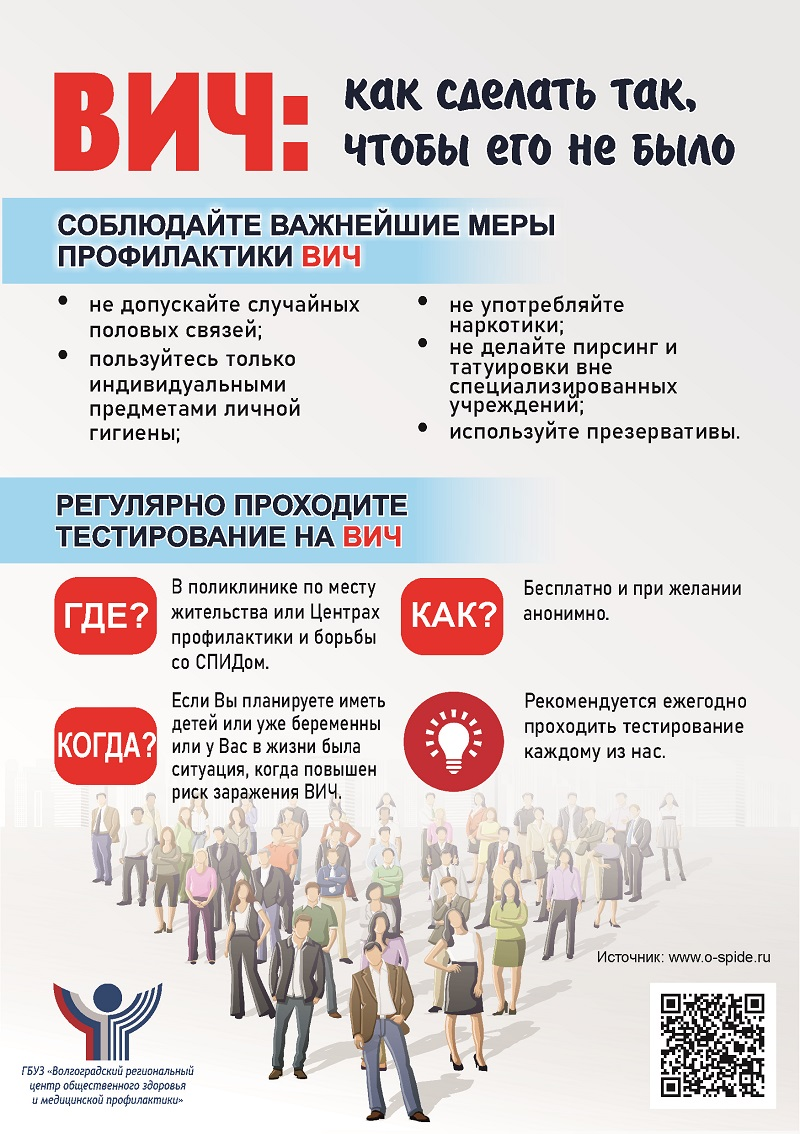 ВИЧ: как сделать так,
чтобы его не было
СОБЛЮДАЙТЕ ВАЖНЕЙШИЕ МЕРЫ
ПРОФИЛАКТИКИ ВИЧ
• не допускайте случайных
половых связей;
• пользуйтесь только
индивидуальными
предметами личной
гигиены;
• не употребляйте
наркотики;
• не делайте пирсинг и
татуировки вне
специализированных
учреждений;
• используйте презервативы.
РЕГУЛЯРНО ПРОХОДИТЕ
ТЕСТИРОВАНИЕ НА ВИЧ
ГДЕ?
В поликлинике по месту
жительства или Центрах
профилактики и борьбы
со СПИДом.
КАК?
Бесплатно и при желании
анонимно.
КОГДА?
Если Вы планируете иметь
детей или уже беременны
или у Вас в жизни была
ситуация, когда повышен
риск заражения ВИЧ.
Рекомендуется ежегодно
проходить тестирование
каждому из нас.
Источник: www.o-spide.ru
ГБУЗ «Волгоградский региональный
центр общественного здоровья
и медицинской профилактики»